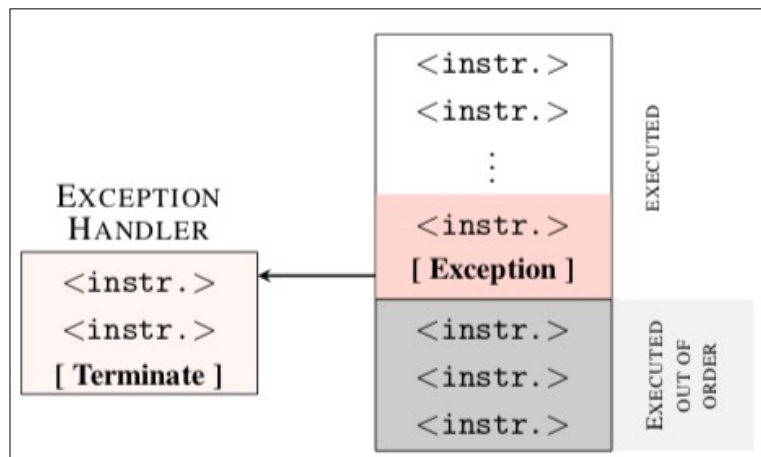 <instr.>
<instr.>
⋮
<instr.>
[ Exception ]
<instr.>
<instr.>
<instr.>
EXECUTED
EXECUTED
OUT OF
ORDER
EXCEPTION
HANDLER
<instr.>
<instr.>
[ Terminate ]